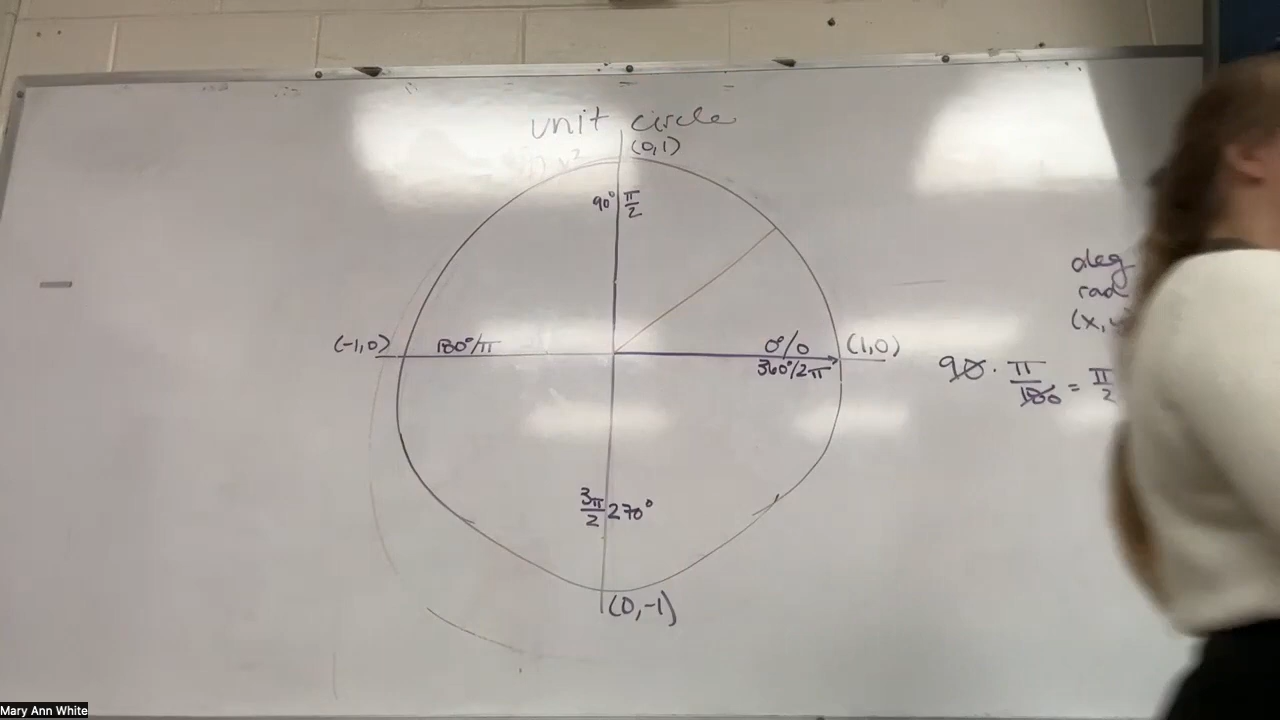 unit circle
(0,1)
90° π/2
(-1,0) 180°/π 0°/0 (1,0)
360°/2π
3π/2 270°
(0,-1)
deg
rad
(x,
90 · π/180 = π/2
Mary Ann White